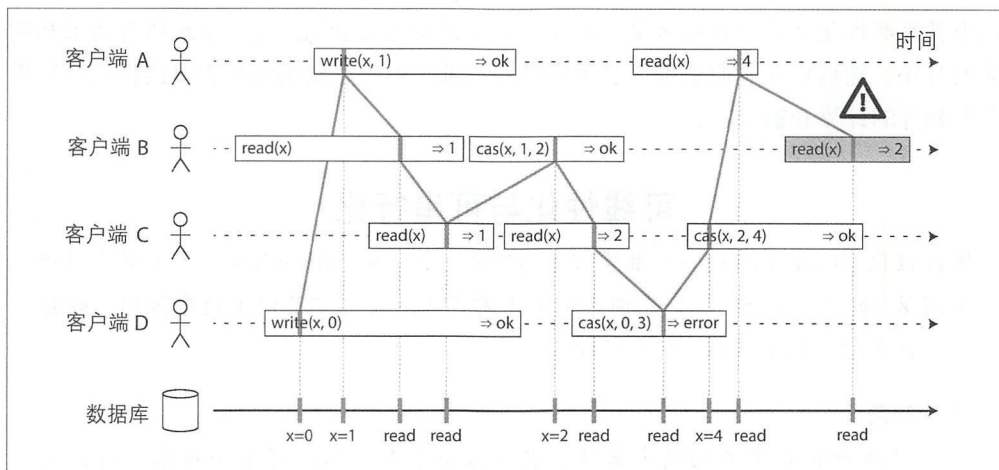 时间
客户端 A
write(x, 1) ⇒ ok
read(x) ⇒ 4
客户端 B
read(x) ⇒ 1
cas(x, 1, 2) ⇒ ok
read(x) ⇒ 2
客户端 C
read(x) ⇒ 1
read(x) ⇒ 2
cas(x, 2, 4) ⇒ ok
客户端 D
write(x, 0) ⇒ ok
cas(x, 0, 3) ⇒ error
数据库
x=0 x=1 read read x=2 read read x=4 read read